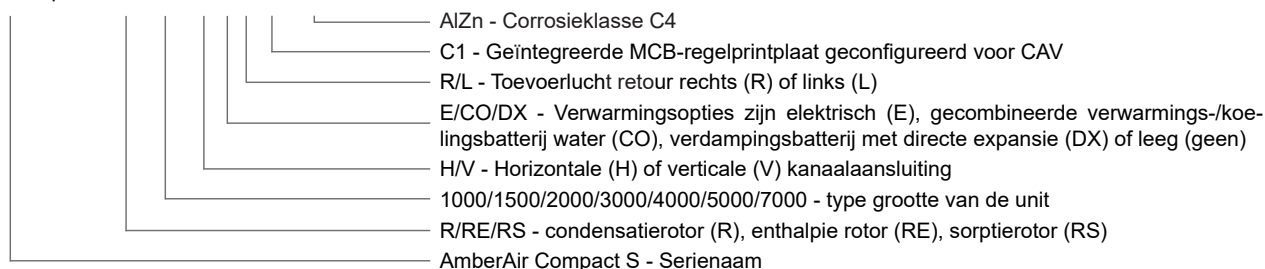 AlZn - Corrosieklasse C4
C1 - Geïntegreerde MCB-regelprintplaat geconfigureerd voor CAV
R/L - Toevoerlucht retour rechts (R) of links (L)
E/CO/DX - Verwarmingsopties zijn elektrisch (E), gecombineerde verwarmings-/koe-
lingsbatterij water (CO), verdampingsbatterij met directe expansie (DX) of leeg (geen)
H/V - Horizontale (H) of verticale (V) kanaalaansluiting
1000/1500/2000/3000/4000/5000/7000 - type grootte van de unit
R/RE/RS - condensatierotor (R), enthalpie rotor (RE), sorptierotor (RS)
AmberAir Compact S - Serienaam